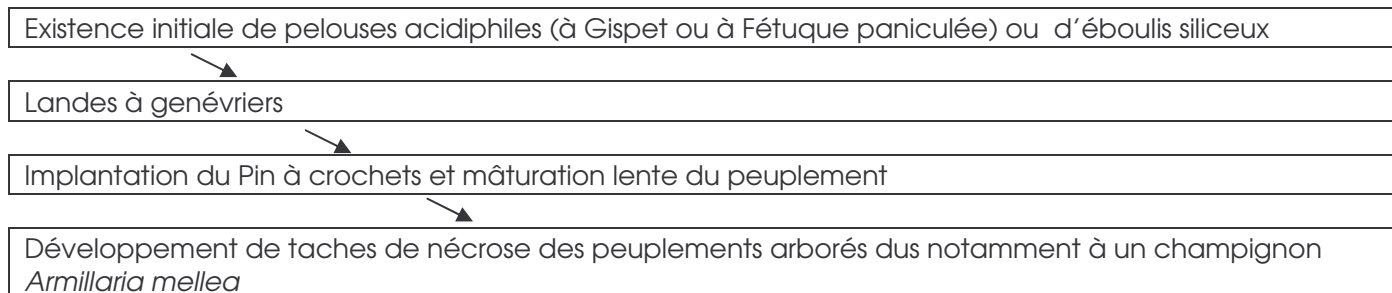 Existence initiale de pelouses acidiphiles (à Gispet ou à Fétuque paniculée) ou d'éboulis siliceux
Landes à genévriers
Implantation du Pin à crochets et mâturation lente du peuplement
Développement de taches de nécrose des peuplements arborés dus notamment à un champignon
Armillaria mellea